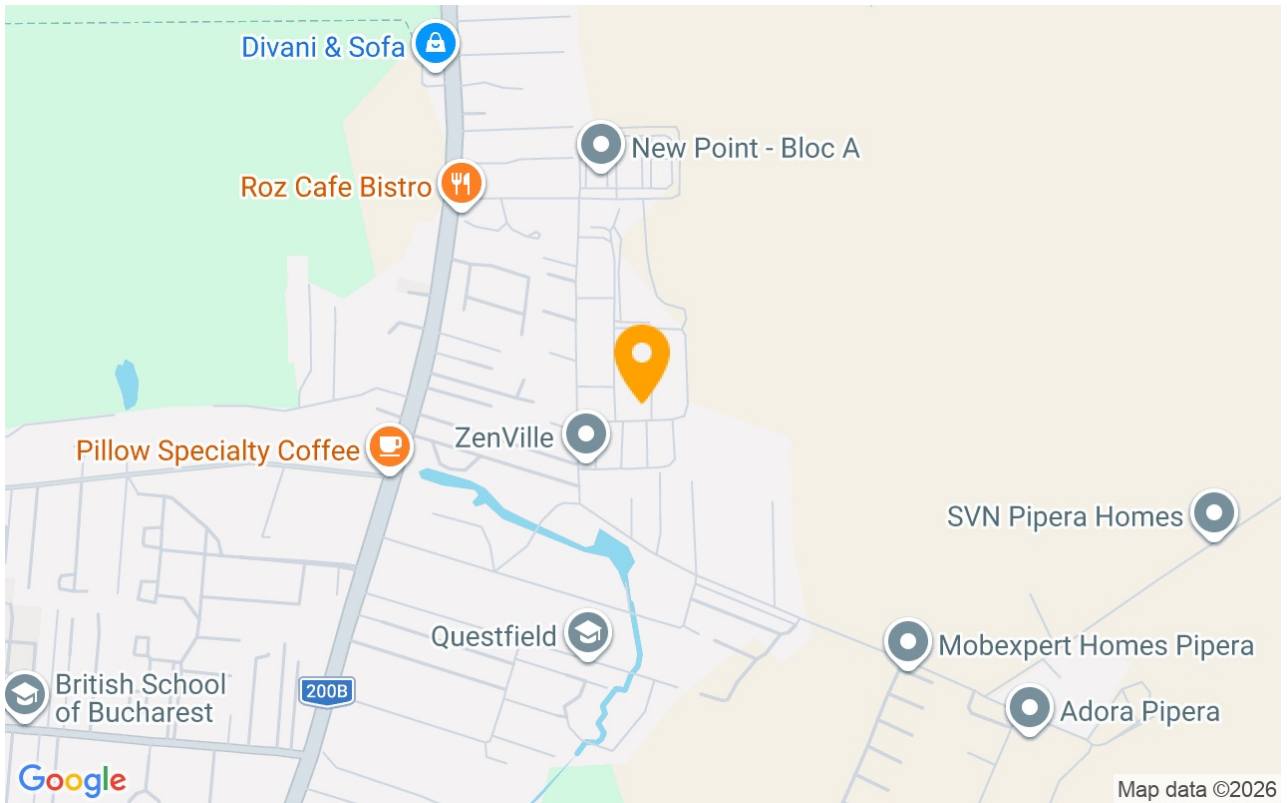 Divani & Sofa
New Point - Bloc A
Roz Cafe Bistro
ZenVille
Pillow Specialty Coffee
SVN Pipera Homes
Questfield
Mobexpert Homes Pipera
British School
of Bucharest
200B
Adora Pipera
Google
Map data ©2026